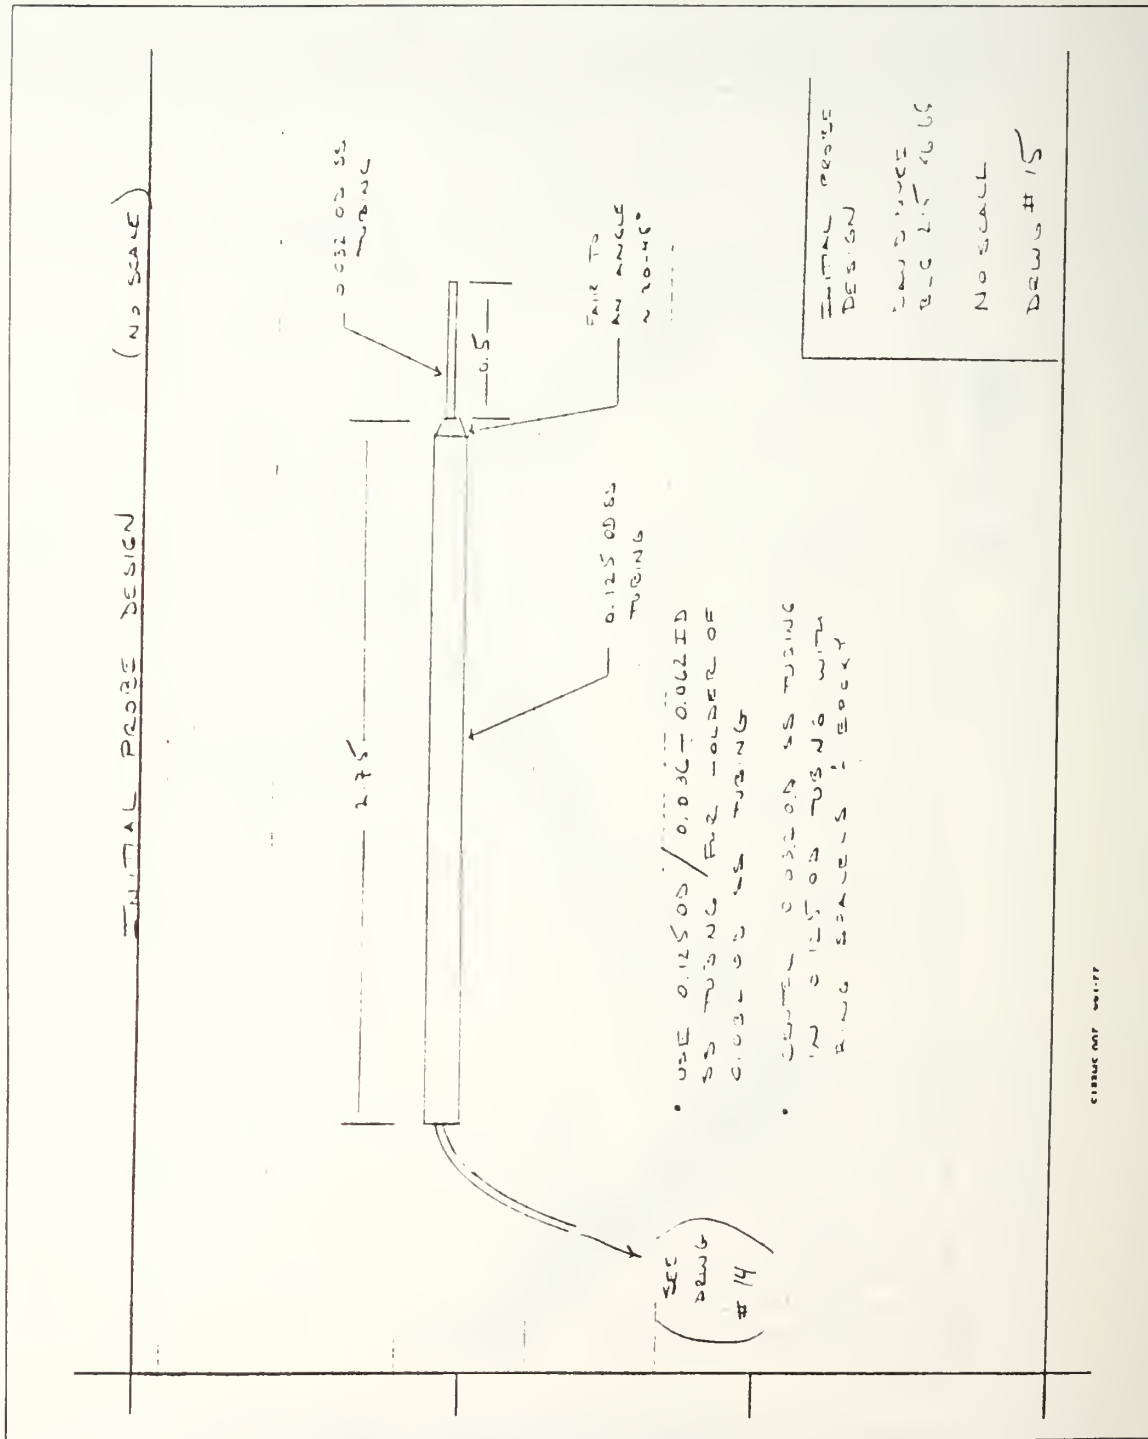 INITIAL PROBE DESIGN (NO SCALE)
0.032 OD SS
TUBING
2.75
0.5
FAIR TO
AN ANGLE
~ 20-45°
0.125 OD SS
TUBING
SEE
DRWG
# 14
• USE 0.125 OD / 0.036-0.062 ID
SS TUBING FOR HOLDER OF
0.032 OD SS TUBING
• CENTER 0.032 OD SS TUBING
IN 0.125 OD TUBING WITH
RING & EPOXY
INITIAL PROBE
DESIGN
NO SCALE
DRWG # 15